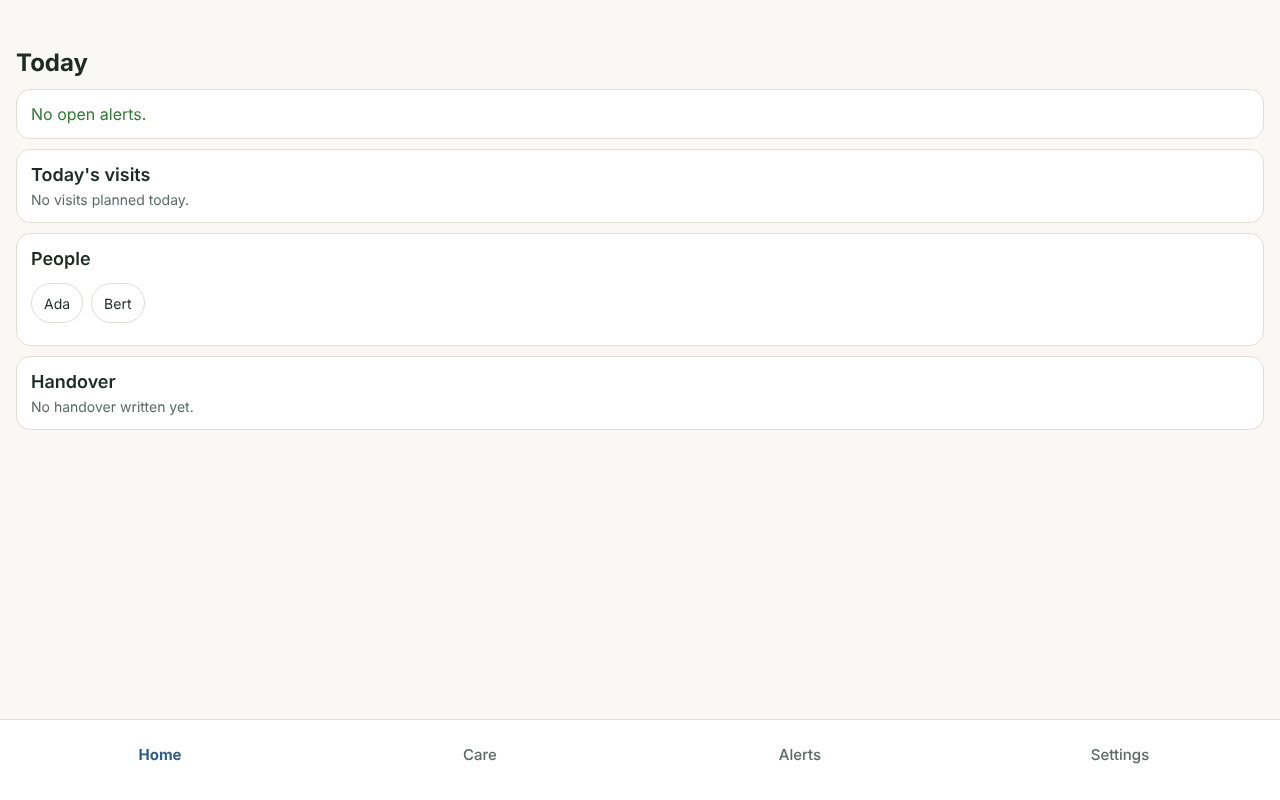 Today
No open alerts.
Today's visits
No visits planned today.
People
Ada Bert
Handover
No handover written yet.
Home Care Alerts Settings